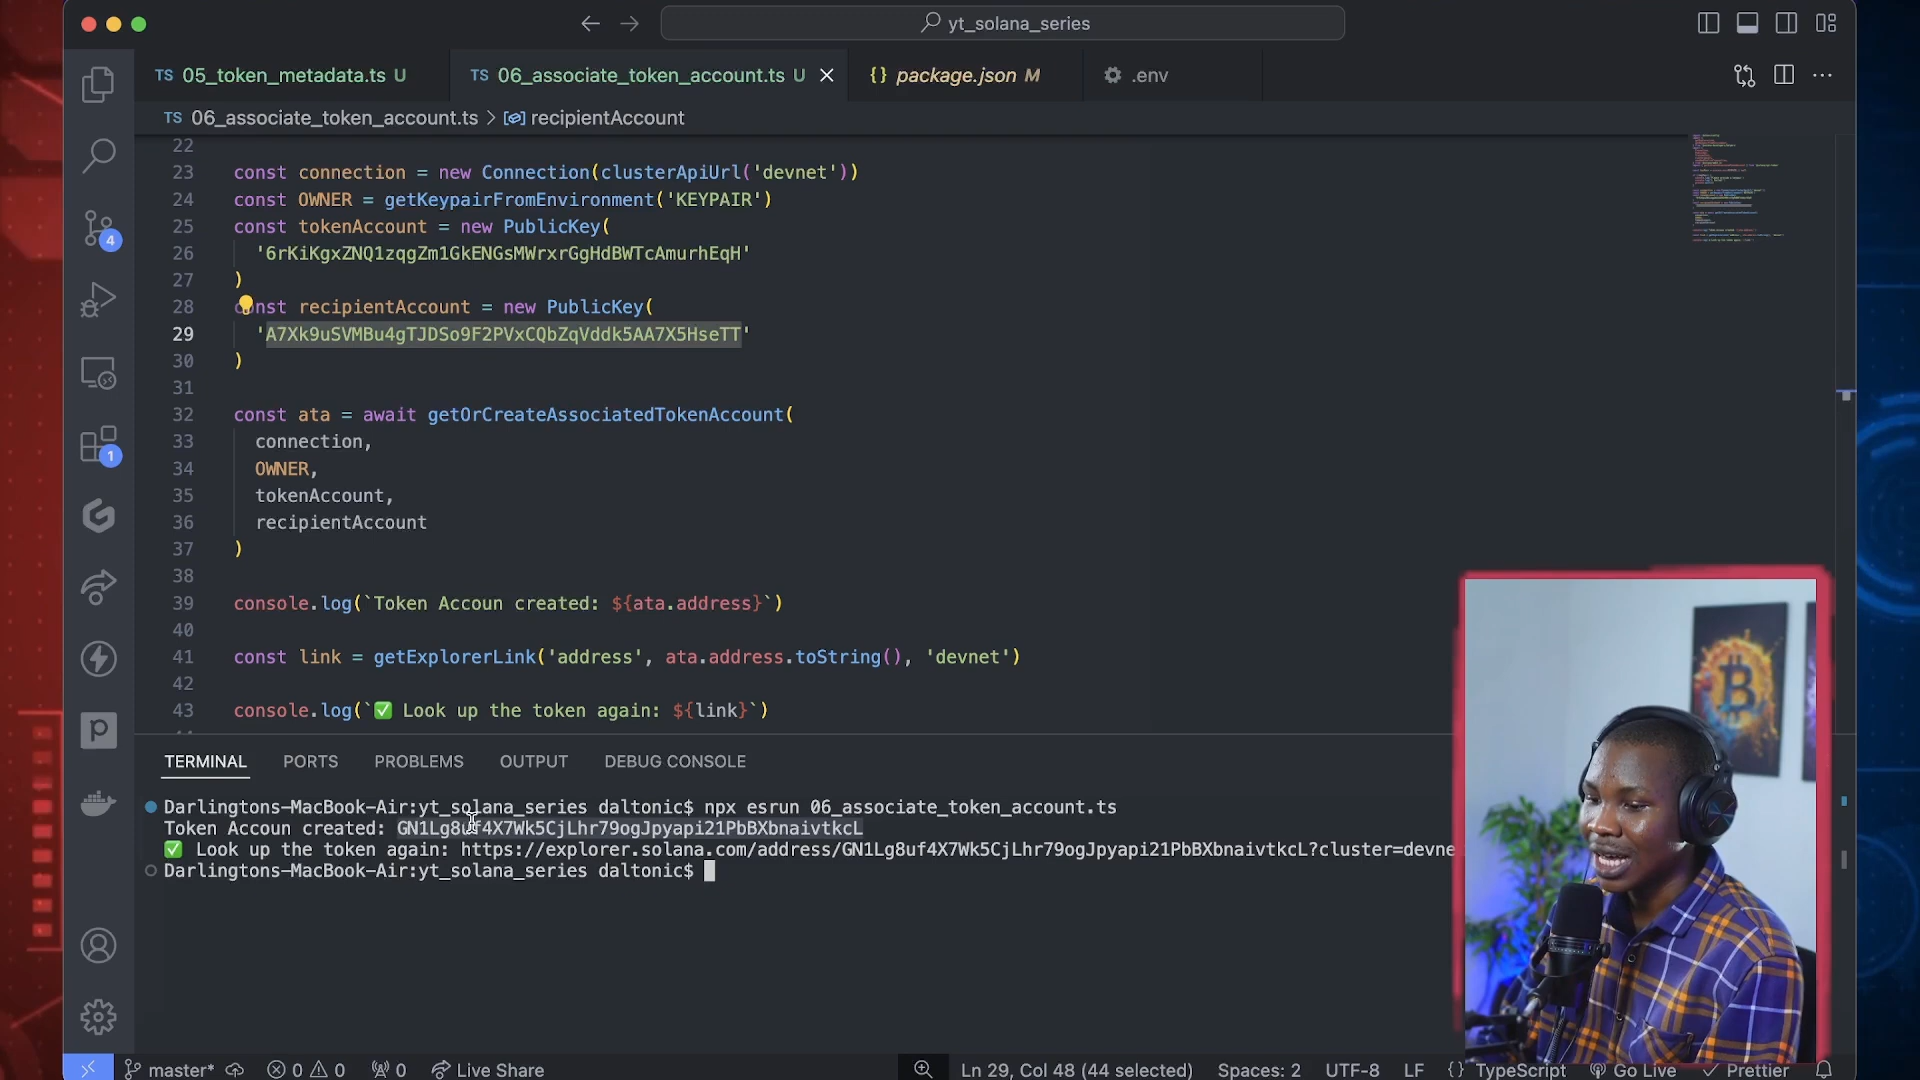 yt_solana_series
TS 05_token_metadata.ts U
TS 06_associate_token_account.ts U
{} package.json M
.env
TS 06_associate_token_account.ts > recipientAccount
22
23 const connection = new Connection(clusterApiUrl('devnet'))
24 const OWNER = getKeypairFromEnvironment('KEYPAIR')
25 const tokenAccount = new PublicKey(
26 '6rKiKgxZNQ1zqgZm1GkENGsMWrxrGgHdBWTcAmurhEqH'
27 )
28 const recipientAccount = new PublicKey(
29 'A7Xk9uSVMBu4gTJDSo9F2PVxCQbZqVddk5AA7X5HseTT'
30 )
31
32 const ata = await getOrCreateAssociatedTokenAccount(
33 connection,
34 OWNER,
35 tokenAccount,
36 recipientAccount
37 )
38
39 console.log(`Token Accoun created: ${ata.address}`)
40
41 const link = getExplorerLink('address', ata.address.toString(), 'devnet')
42
43 console.log(`✅ Look up the token again: ${link}`)
4
1
TERMINAL PORTS PROBLEMS OUTPUT DEBUG CONSOLE
Darlingtons-MacBook-Air:yt_solana_series daltonic$ npx esrun 06_associate_token_account.ts
Token Accoun created: GN1Lg8uf4X7Wk5CjLhr79ogJpyapi21PbBXbnaivtkcL
✅ Look up the token again: https://explorer.solana.com/address/GN1Lg8uf4X7Wk5CjLhr79ogJpyapi21PbBXbnaivtkcL?cluster=devne
Darlingtons-MacBook-Air:yt_solana_series daltonic$
master* 0 0 0 Live Share Ln 29, Col 48 (44 selected) Spaces: 2 UTF-8 LF {} TypeScript Go Live Prettier